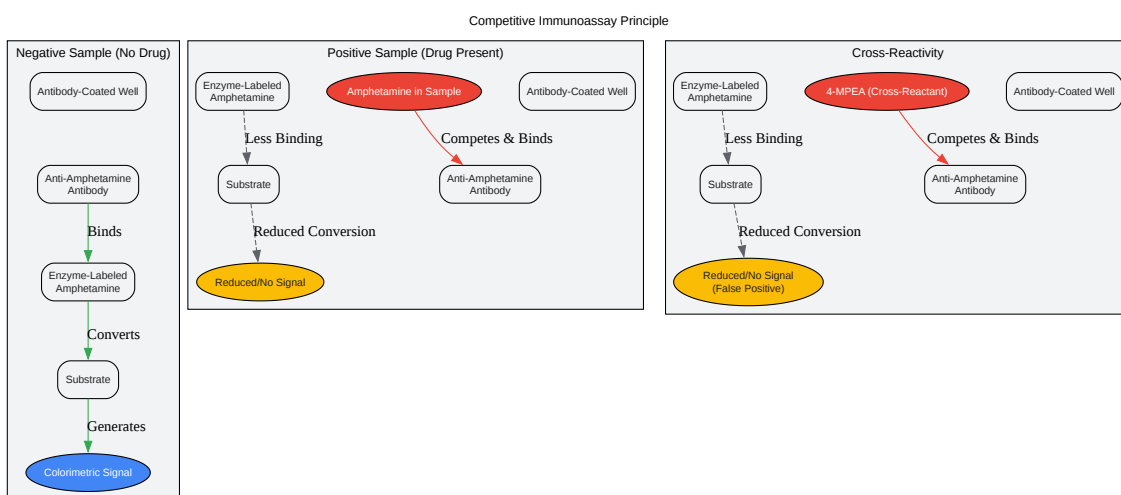 Competitive Immunoassay Principle
Negative Sample (No Drug)
Antibody-Coated Well
Anti-Amphetamine
Antibody
Binds
Enzyme-Labeled
Amphetamine
Converts
Substrate
Generates
Colorimetric Signal
Positive Sample (Drug Present)
Enzyme-Labeled
Amphetamine
Amphetamine in Sample
Antibody-Coated Well
Less Binding
Competes & Binds
Substrate
Anti-Amphetamine
Antibody
Reduced Conversion
Reduced/No Signal
Cross-Reactivity
Enzyme-Labeled
Amphetamine
4-MPEA (Cross-Reactant)
Antibody-Coated Well
Less Binding
Competes & Binds
Substrate
Anti-Amphetamine
Antibody
Reduced Conversion
Reduced/No Signal
(False Positive)